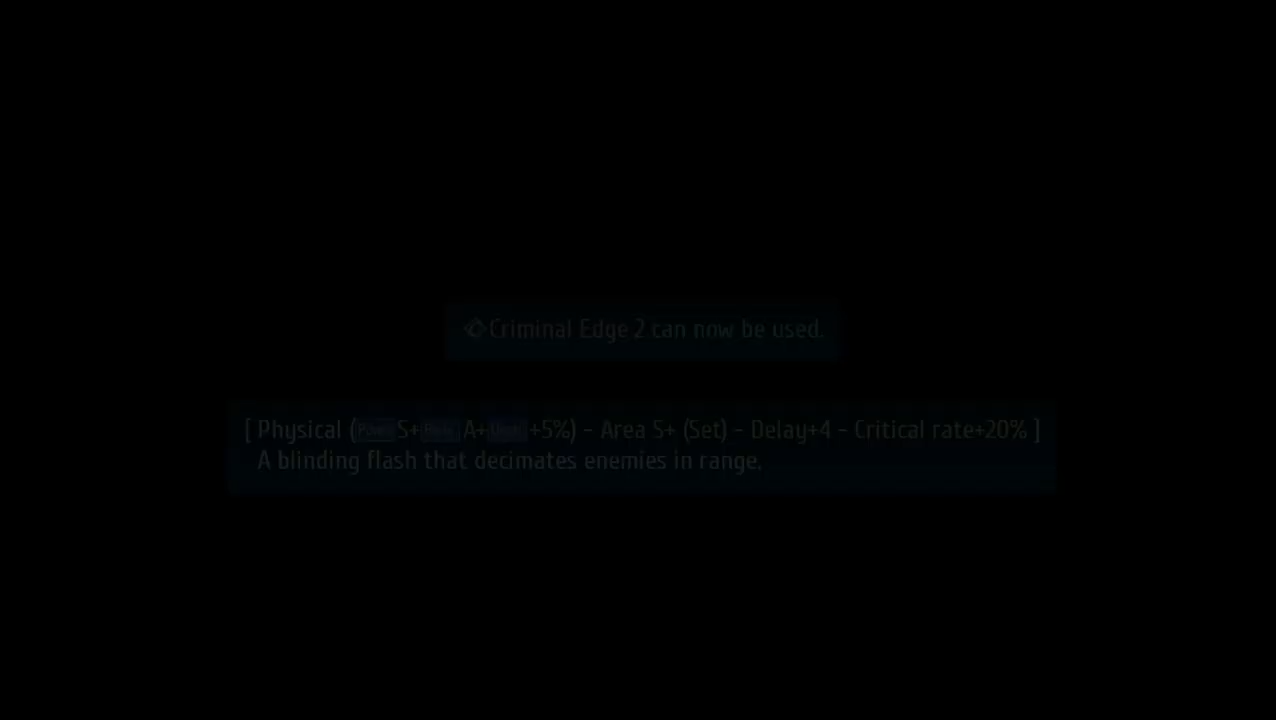 Criminal Edge 2 can now be used.
[ Physical (Power S+ A+ +5%) - Area S+ (Set) - Delay+4 - Critical rate+20% ]
A blinding flash that decimates enemies in range.